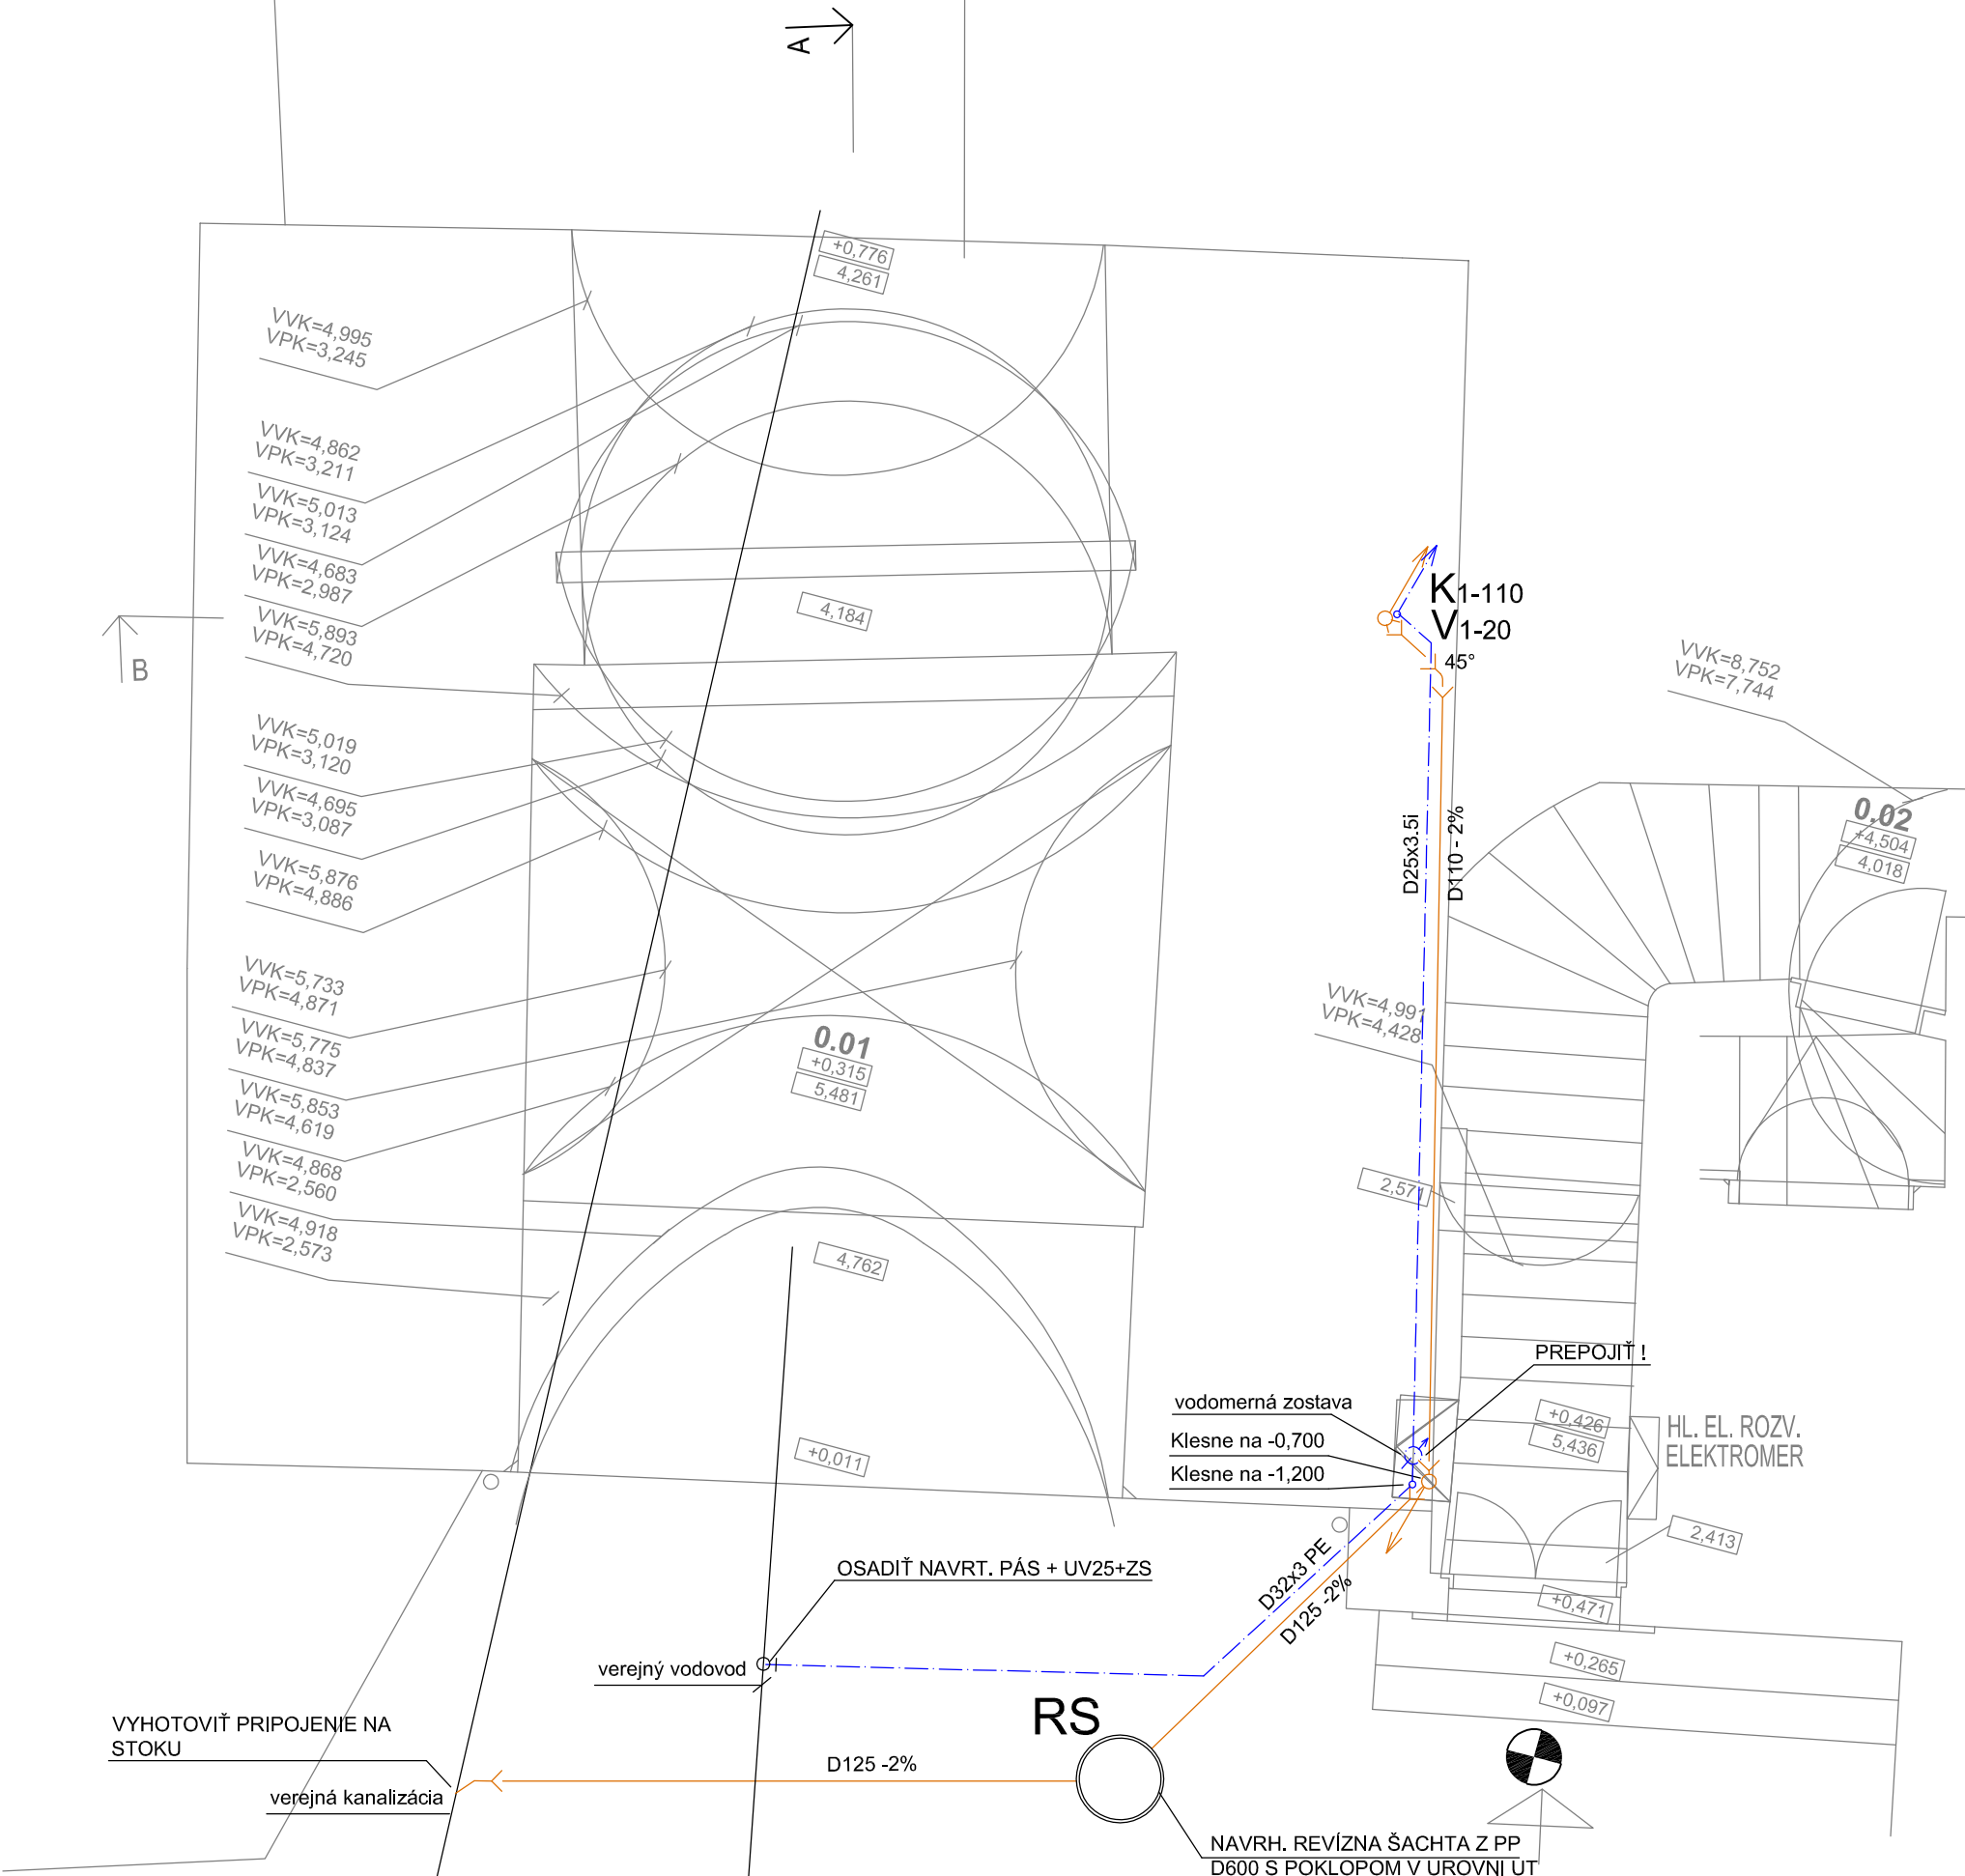 A
+0,776
4,261
VVK=4,995
VPK=3,245
VVK=4,862
VPK=3,211
VVK=5,013
VPK=3,124
VVK=4,683
VPK=2,987
VVK=5,893
VPK=4,720
4,184
B
K1-110
V1-20
45°
VVK=8,752
VPK=7,744
VVK=5,019
VPK=3,120
VVK=4,695
VPK=3,087
VVK=5,876
VPK=4,886
D25x3.5i
D110 - 2%
0.02
+4,504
4,018
VVK=5,733
VPK=4,871
VVK=5,775
VPK=4,837
VVK=5,853
VPK=4,619
VVK=4,868
VPK=2,560
VVK=4,918
VPK=2,573
0.01
+0,315
5,481
VVK=4,991
VPK=4,428
2,571
4,762
+0,011
PREPOJIŤ !
vodomerná zostava
Klesne na -0,700
Klesne na -1,200
+0,426
5,436
HL. EL. ROZV.
ELEKTROMER
2,413
OSADIŤ NAVRT. PÁS + UV25+ZS
D32x3 PE
D125 -2%
+0,471
+0,265
+0,097
verejný vodovod
RS
VYHOTOVIŤ PRIPOJENIE NA
STOKU
D125 -2%
verejná kanalizácia
NAVRH. REVÍZNA ŠACHTA Z PP
D600 S POKLOPOM V UROVNI UT